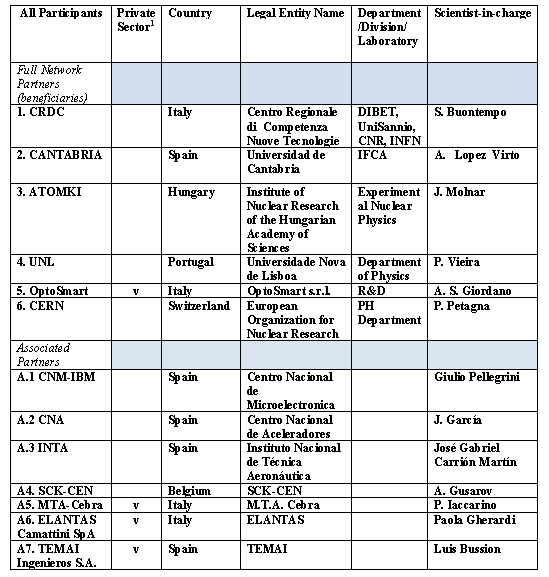 All Participants Private Sector1 Country Legal Entity Name Department /Division/ Laboratory Scientist-in-charge
Full Network Partners (beneficiaries)
1. CRDC Italy Centro Regionale di Competenza Nuove Tecnologie DIBET, UniSannio, CNR, INFN S. Buontempo
2. CANTABRIA Spain Universidad de Cantabria IFCA A. Lopez Virto
3. ATOMKI Hungary Institute of Nuclear Research of the Hungarian Academy of Sciences Experiment al Nuclear Physics J. Molnar
4. UNL Portugal Universidade Nova de Lisboa Department of Physics P. Vieira
5. OptoSmart v Italy OptoSmart s.r.l. R&D A. S. Giordano
6. CERN Switzerland European Organization for Nuclear Research PH Department P. Petagna
Associated Partners
A.1 CNM-IBM Spain Centro Nacional de Microelectronica Giulio Pellegrini
A.2 CNA Spain Centro Nacional de Aceleradores J. García
A.3 INTA Spain Instituto Nacional de Técnica Aeronáutica José Gabriel Carrión Martín
A4. SCK-CEN Belgium SCK-CEN A. Gusarov
A5. MTA-Cebra v Italy M.T.A. Cebra P. Iaccarino
A6. ELANTAS Camattini SpA v Italy ELANTAS Paola Gherardi
A7. TEMAI Ingenieros S.A. v Spain TEMAI Luis Bussion